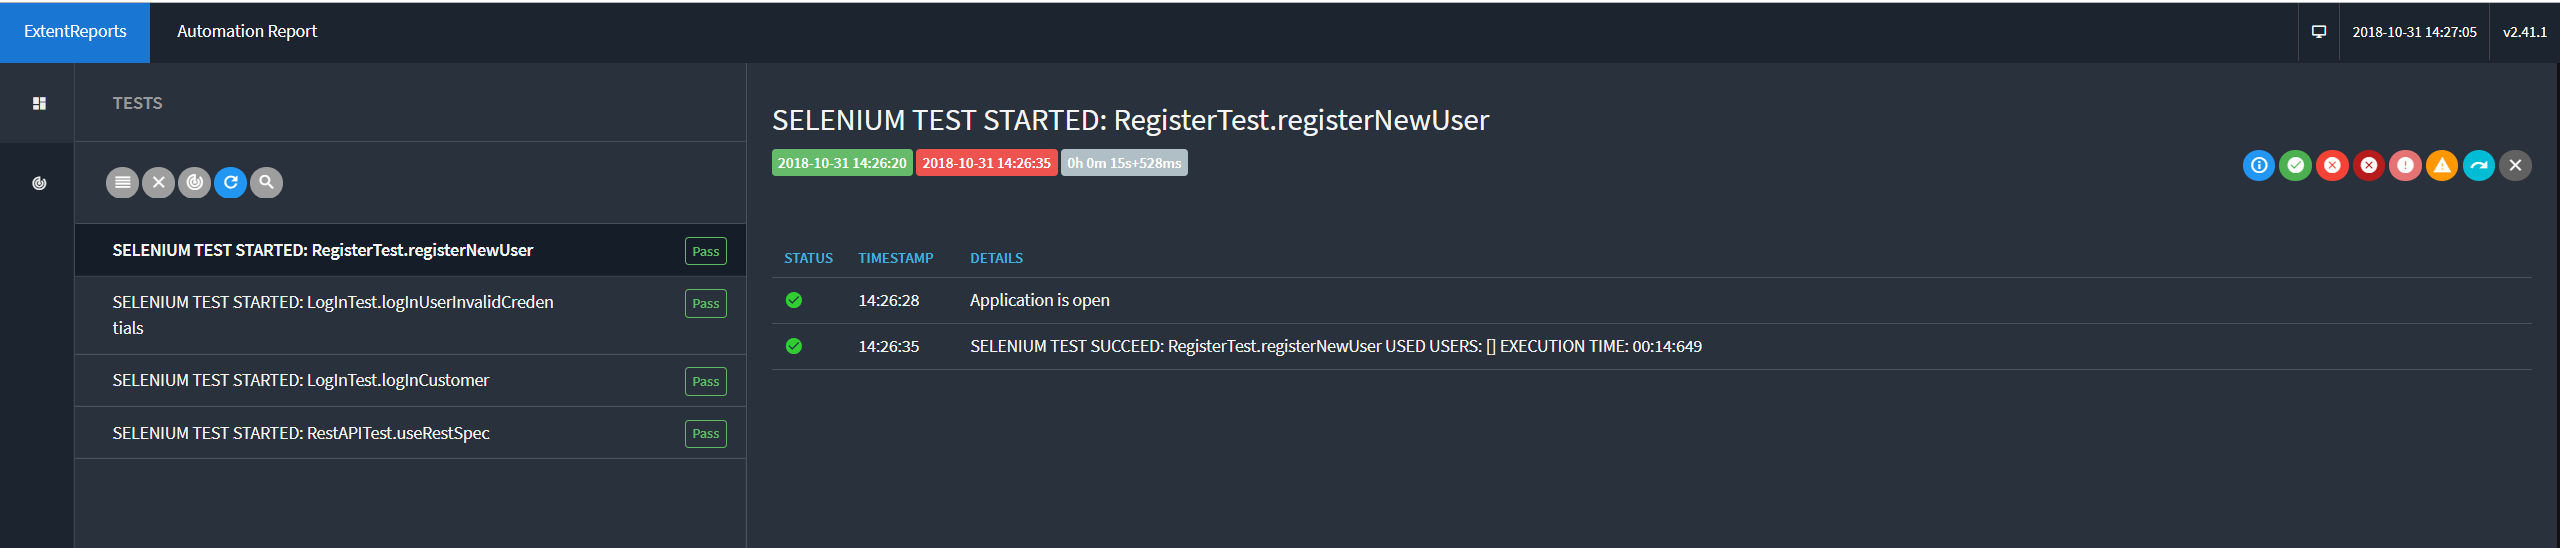 ExtentReports
Automation Report
2018-10-31 14:27:05
v2.41.1
TESTS
SELENIUM TEST STARTED: RegisterTest.registerNewUser
Pass
SELENIUM TEST STARTED: LogInTest.logInUserInvalidCreden
tials
Pass
SELENIUM TEST STARTED: LogInTest.logInCustomer
Pass
SELENIUM TEST STARTED: RestAPITest.useRestSpec
Pass
SELENIUM TEST STARTED: RegisterTest.registerNewUser
2018-10-31 14:26:20
2018-10-31 14:26:35
0h 0m 15s+528ms
STATUS TIMESTAMP DETAILS
14:26:28 Application is open
14:26:35 SELENIUM TEST SUCCEED: RegisterTest.registerNewUser USED USERS: [] EXECUTION TIME: 00:14:649